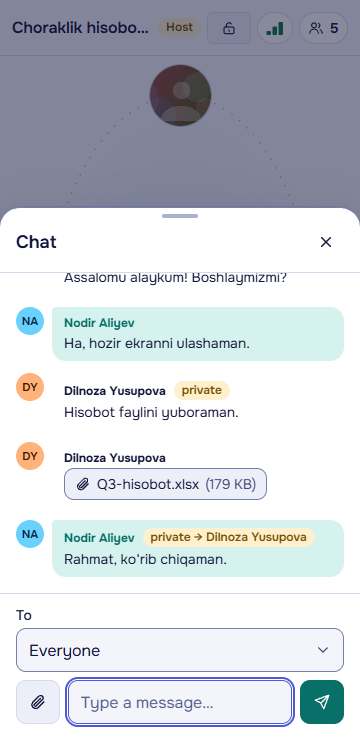 Choraklik hisobo...
Host
5
Chat
Assalomu alaykum! Boshlaymizmi?
NA
Nodir Aliyev
Ha, hozir ekranni ulashaman.
DY
Dilnoza Yusupova private
Hisobot faylini yuboraman.
DY
Dilnoza Yusupova
Q3-hisobot.xlsx (179 KB)
NA
Nodir Aliyev private → Dilnoza Yusupova
Rahmat, koʻrib chiqaman.
To
Everyone
Type a message...